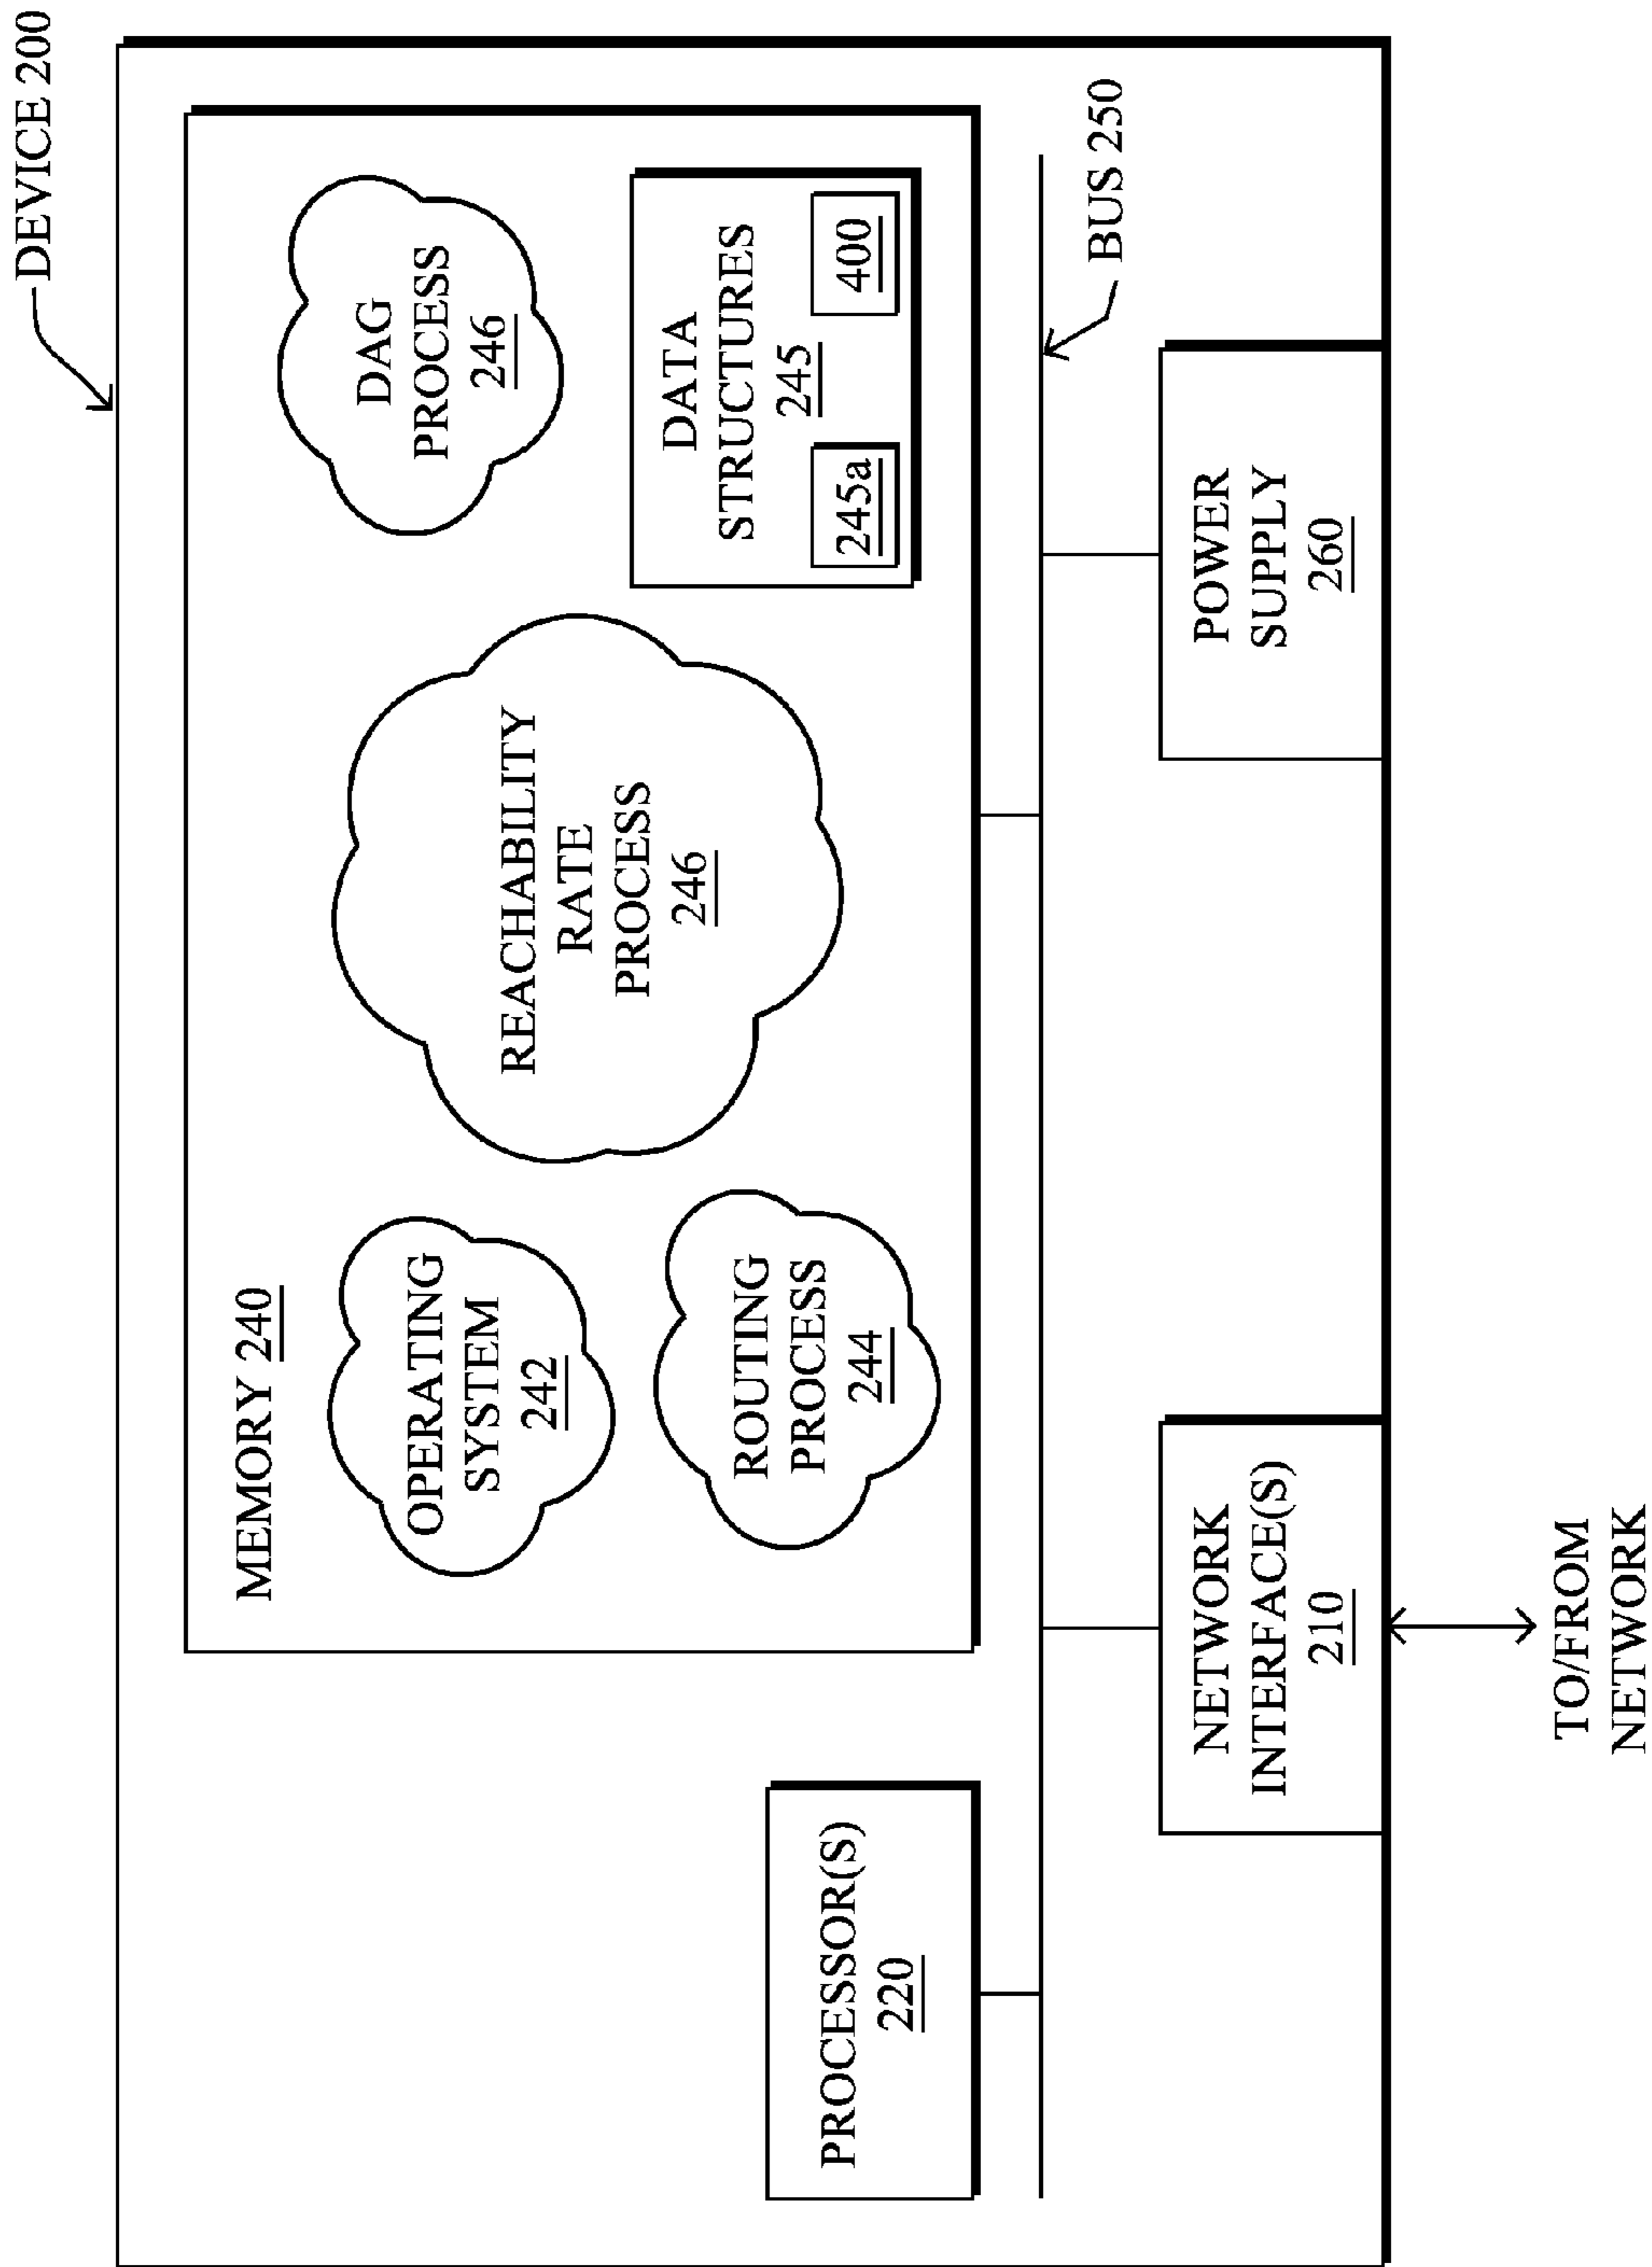 DEVICE 200
MEMORY 240
OPERATING
SYSTEM
242
ROUTING
PROCESS
244
REACHABILITY
RATE
PROCESS
246
DAG
PROCESS
246
DATA
STRUCTURES
245
245a
400
PROCESSOR(S)
220
BUS 250
NETWORK
INTERFACE(S)
210
POWER
SUPPLY
260
TO/FROM
NETWORK